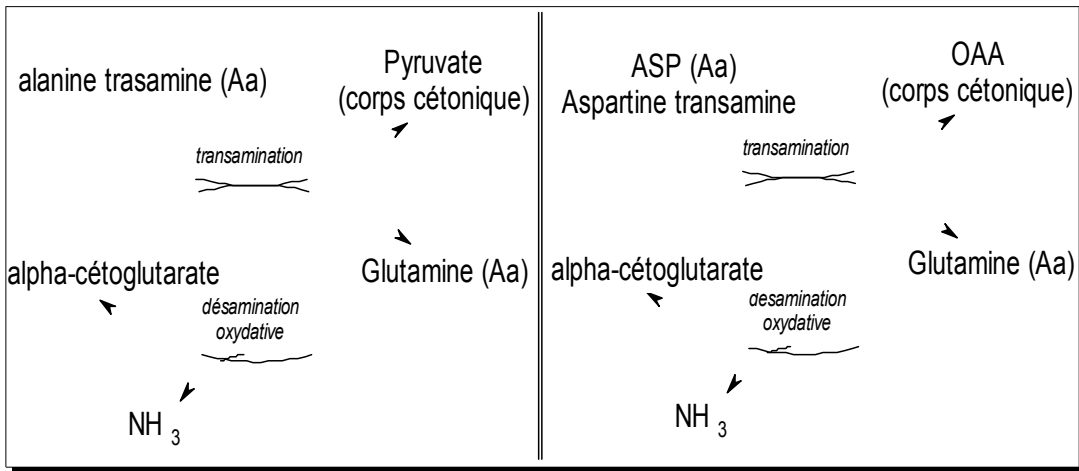 alanine trasamine (Aa)
Pyruvate
(corps cétonique)
transamination
alpha-cétoglutarate
Glutamine (Aa)
désamination
oxydative
NH 3
ASP (Aa)
Aspartine transamine
OAA
(corps cétonique)
transamination
alpha-cétoglutarate
Glutamine (Aa)
désamination
oxydative
NH 3